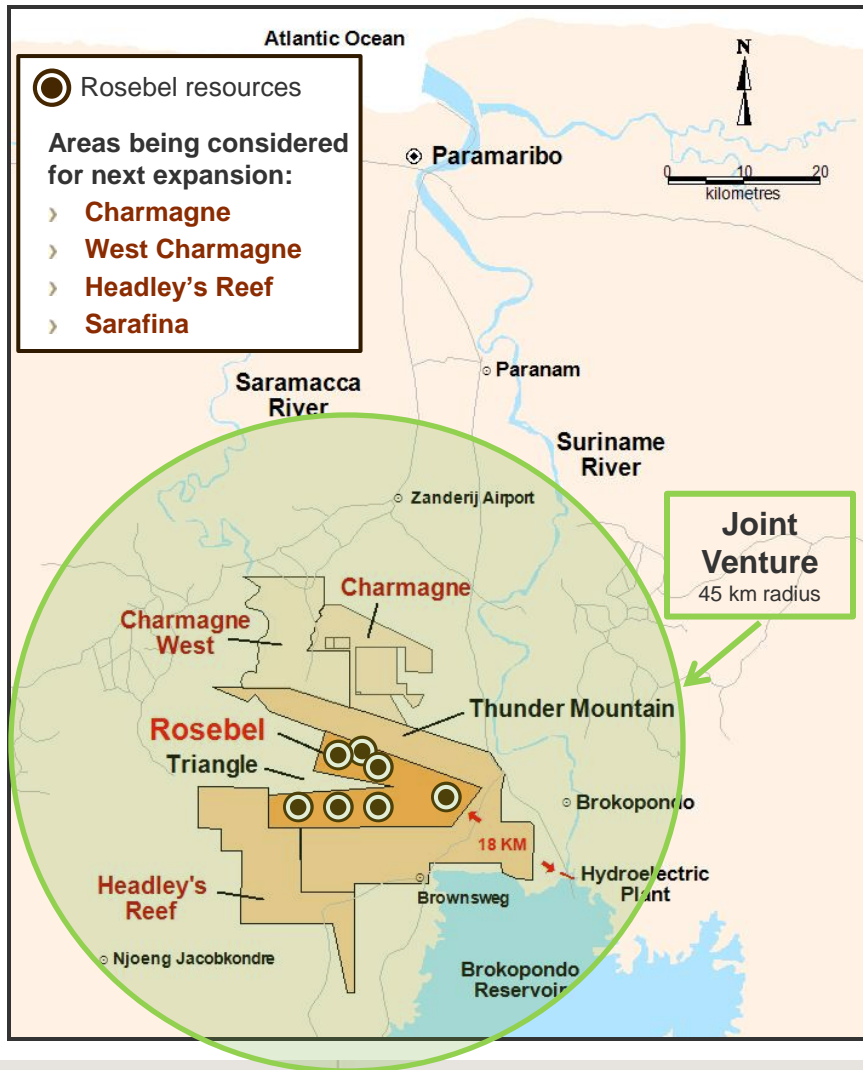 Atlantic Ocean
Rosebel resources
Areas being considered
for next expansion:
› Charmagne
› West Charmagne
› Headley’s Reef
› Sarafina
N
Paramaribo
0 10 20
kilometres
Paranam
Saramacca
River
Suriname
River
Zanderij Airport
Joint
Venture
45 km radius
Charmagne
Charmagne
West
Thunder Mountain
Rosebel
Triangle
Brokopondo
18 KM
Hydroelectric
Plant
Headley's
Reef
Brownsweg
Njoeng Jacobkondre
Brokopondo
Reservoir